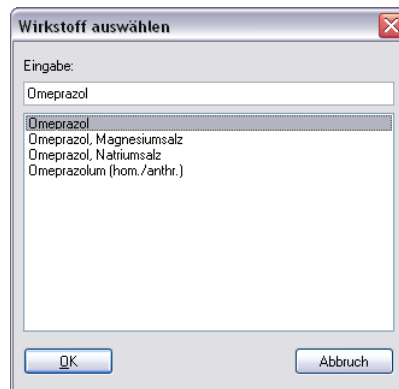 Wirkstoff auswählen
Eingabe:
Omeprazol
Omeprazol
Omeprazol, Magnesiumsalz
Omeprazol, Natriumsalz
Omeprazolum (hom./anthr.)
OK
Abbruch